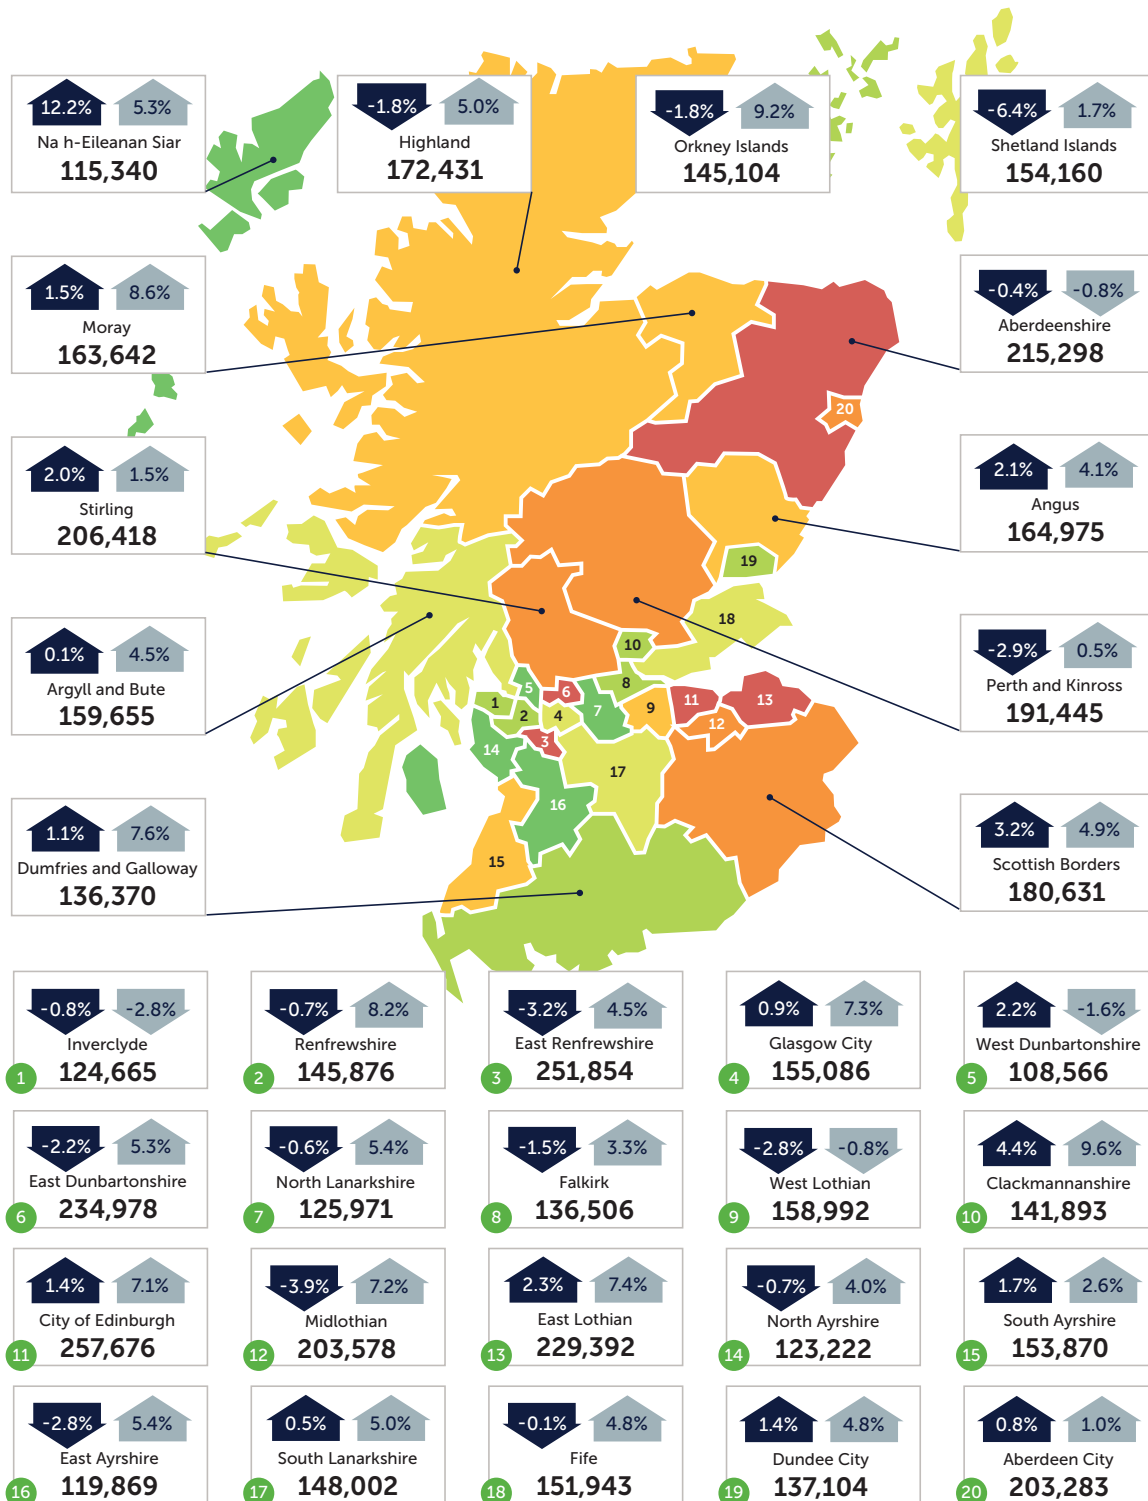 12.2% 5.3%
Na h-Eileanan Siar
115,340
-1.8% 5.0%
Highland
172,431
-1.8% 9.2%
Orkney Islands
145,104
-6.4% 1.7%
Shetland Islands
154,160
1.5% 8.6%
Moray
163,642
-0.4% -0.8%
Aberdeenshire
215,298
2.0% 1.5%
Stirling
206,418
2.1% 4.1%
Angus
164,975
0.1% 4.5%
Argyll and Bute
159,655
-2.9% 0.5%
Perth and Kinross
191,445
1.1% 7.6%
Dumfries and Galloway
136,370
3.2% 4.9%
Scottish Borders
180,631
20
19
18
10
8
5
6
11
13
1
2
4
7
9
12
3
14
17
16
15
-0.8% -2.8%
Inverclyde
1 124,665
-0.7% 8.2%
Renfrewshire
2 145,876
-3.2% 4.5%
East Renfrewshire
3 251,854
0.9% 7.3%
Glasgow City
4 155,086
2.2% -1.6%
West Dunbartonshire
5 108,566
-2.2% 5.3%
East Dunbartonshire
6 234,978
-0.6% 5.4%
North Lanarkshire
7 125,971
-1.5% 3.3%
Falkirk
8 136,506
-2.8% -0.8%
West Lothian
9 158,992
4.4% 9.6%
Clackmannanshire
10 141,893
1.4% 7.1%
City of Edinburgh
11 257,676
-3.9% 7.2%
Midlothian
12 203,578
2.3% 7.4%
East Lothian
13 229,392
-0.7% 4.0%
North Ayrshire
14 123,222
1.7% 2.6%
South Ayrshire
15 153,870
-2.8% 5.4%
East Ayrshire
16 119,869
0.5% 5.0%
South Lanarkshire
17 148,002
-0.1% 4.8%
Fife
18 151,943
1.4% 4.8%
Dundee City
19 137,104
0.8% 1.0%
Aberdeen City
20 203,283